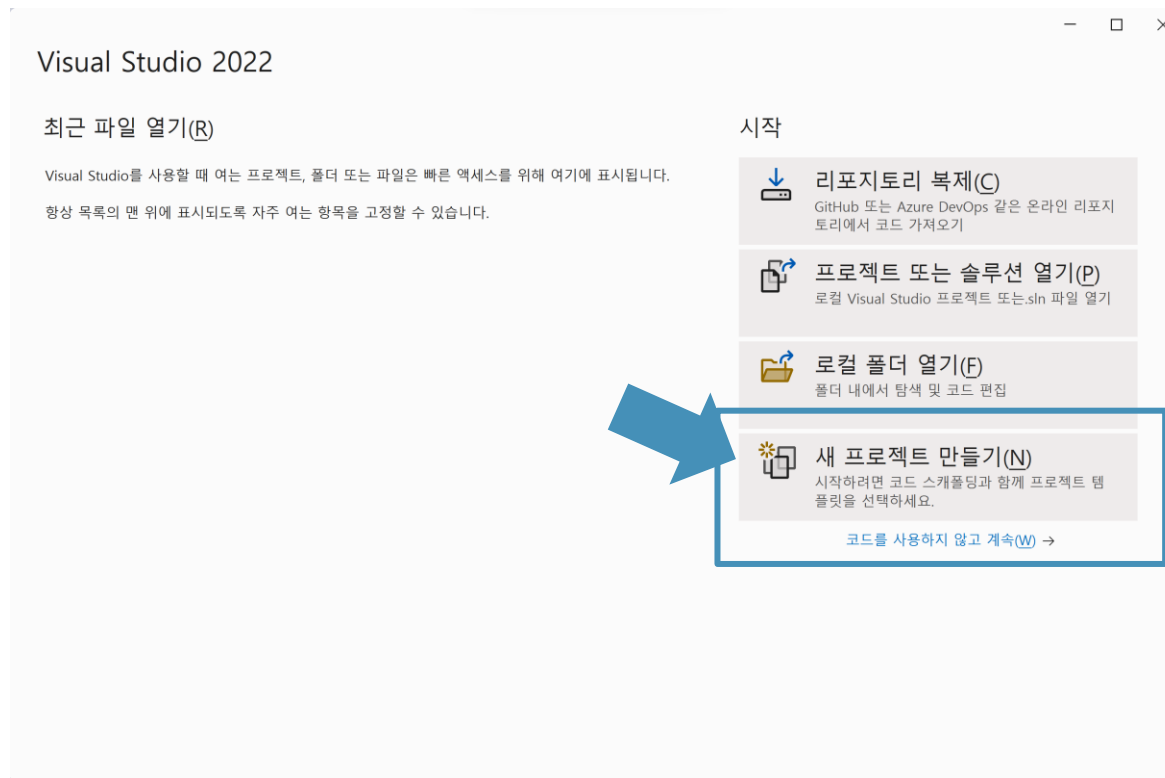 Visual Studio 2022
최근 파일 열기(R)
Visual Studio를 사용할 때 여는 프로젝트, 폴더 또는 파일은 빠른 액세스를 위해 여기에 표시됩니다.
항상 목록의 맨 위에 표시되도록 자주 여는 항목을 고정할 수 있습니다.
시작
리포지토리 복제(C)
GitHub 또는 Azure DevOps 같은 온라인 리포지
토리에서 코드 가져오기
프로젝트 또는 솔루션 열기(P)
로컬 Visual Studio 프로젝트 또는.sln 파일 열기
로컬 폴더 열기(F)
폴더 내에서 탐색 및 코드 편집
새 프로젝트 만들기(N)
시작하려면 코드 스캐폴딩과 함께 프로젝트 템
플릿을 선택하세요.
코드를 사용하지 않고 계속(W) →